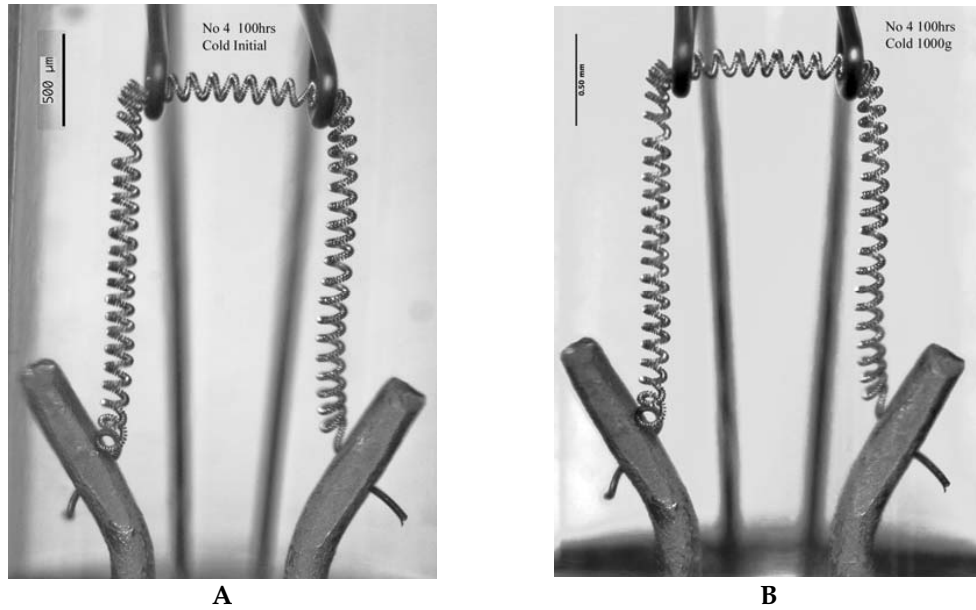 No 4 100hrs
Cold Initial
500 µm
No 4 100hrs
Cold 1000g
0.50 mm
A
B